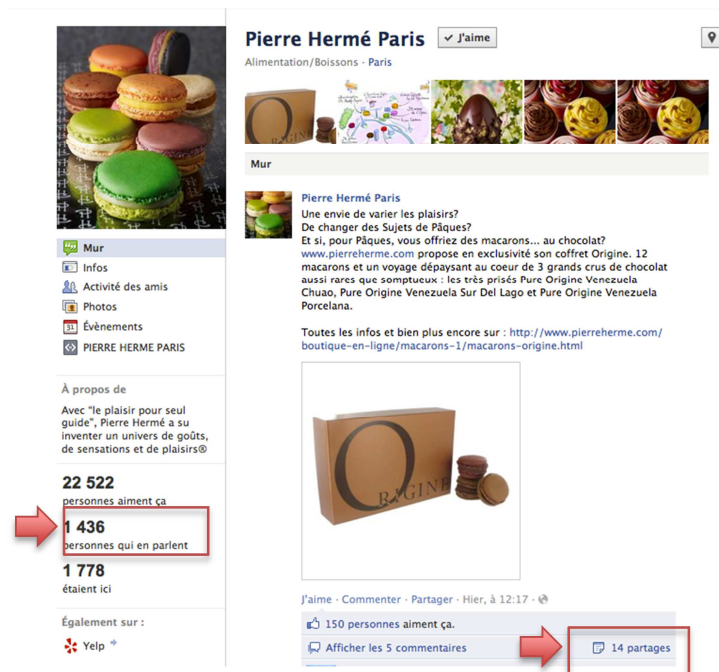 Pierre Hermé Paris
✓ J'aime
Alimentation/Boissons · Paris
ORIGINE
Mur
Mur
Infos
Activité des amis
Photos
31
Évènements
PIERRE HERME PARIS
À propos de
Avec "le plaisir pour seul
guide", Pierre Hermé a su
inventer un univers de goûts,
de sensations et de plaisirs®
22 522
personnes aiment ça
1 436
personnes qui en parlent
1 778
étaient ici
Également sur :
Yelp
Pierre Hermé Paris
Une envie de varier les plaisirs?
De changer des Sujets de Pâques?
Et si, pour Pâques, vous offriez des macarons... au chocolat?
www.pierreherme.com propose en exclusivité son coffret Origine. 12
macarons et un voyage dépaysant au coeur de 3 grands crus de chocolat
aussi rares que somptueux : les très prisés Pure Origine Venezuela
Chuao, Pure Origine Venezuela Sur Del Lago et Pure Origine Venezuela
Porcelana.
Toutes les infos et bien plus encore sur : http://www.pierreherme.com/
boutique-en-ligne/macarons-1/macarons-origine.html
ORIGINE
J'aime · Commenter · Partager · Hier, à 12:17 ·
150 personnes aiment ça.
Afficher les 5 commentaires
14 partages